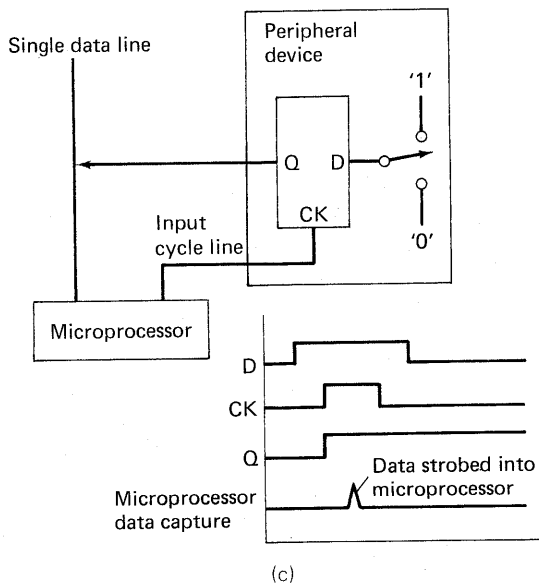 Single data line
Peripheral
device
'1'
Q
D
CK
'0'
Input
cycle line
Microprocessor
D
CK
Q
Data strobed into
microprocessor
Microprocessor
data capture
(c)